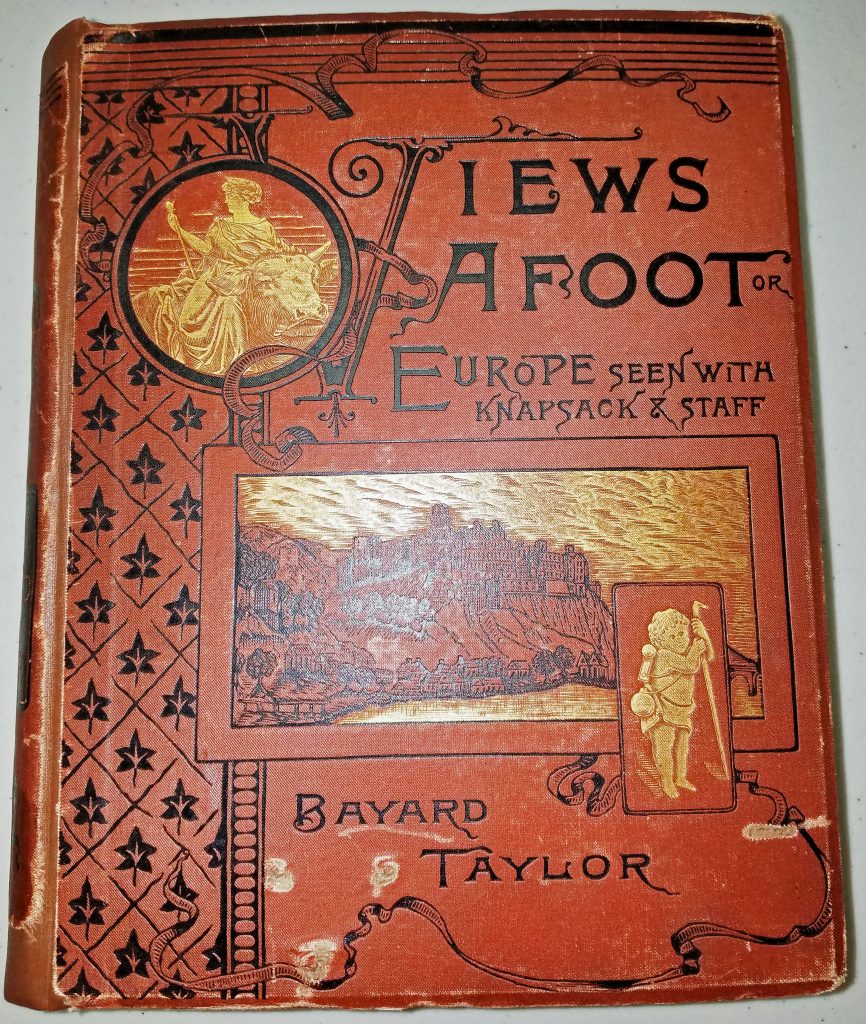 VIEWS
AFOOT OR
EUROPE SEEN WITH
KNAPSACK & STAFF
BAYARD
TAYLOR